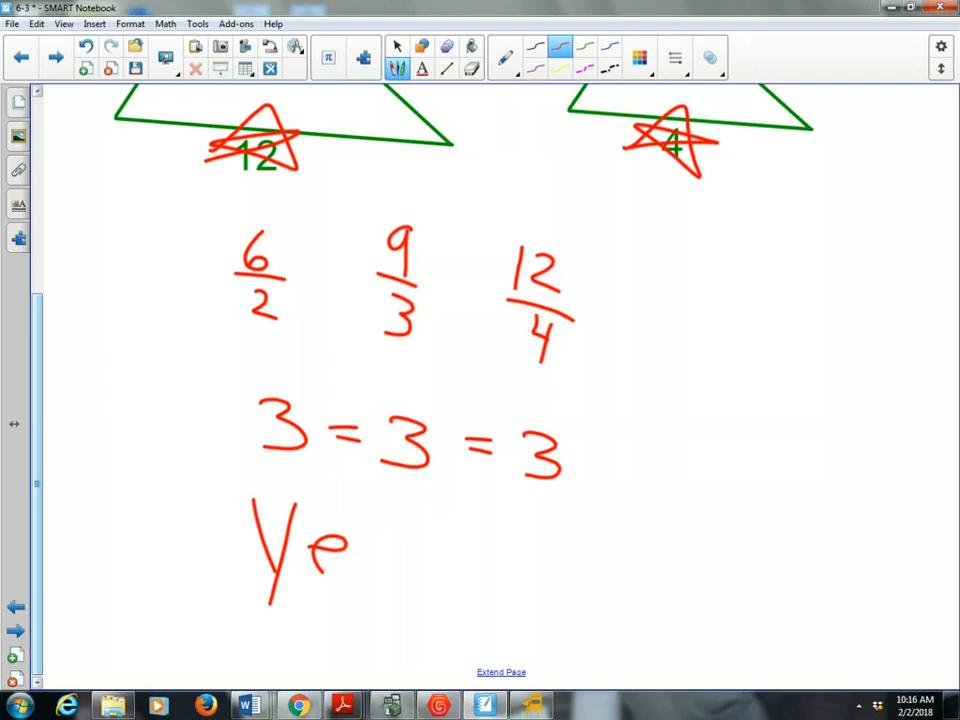 6-3 * - SMART Notebook
File Edit View Insert Format Math Tools Add-ons Help
12 4
6/2 9/3 12/4
3 = 3 = 3
Ye
Extend Page
10:16 AM
2/2/2018